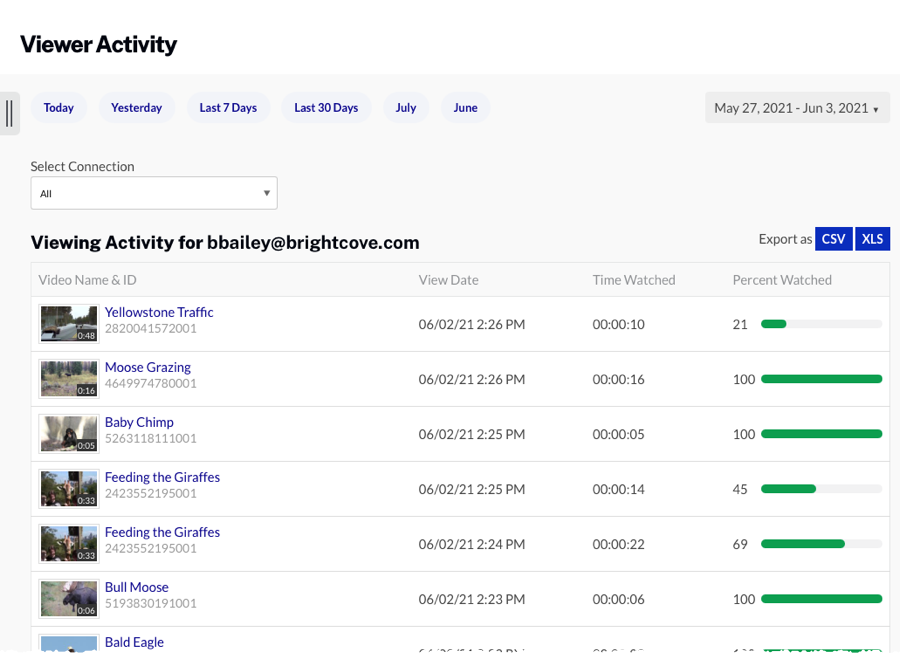 Viewer Activity
Today Yesterday Last 7 Days Last 30 Days July June May 27, 2021 - Jun 3, 2021
Select Connection
All
Viewing Activity for bbailey@brightcove.com Export as CSV XLS
Video Name & ID View Date Time Watched Percent Watched
Yellowstone Traffic
0:48 2820041572001 06/02/21 2:26 PM 00:00:10 21
Moose Grazing
0:16 4649974780001 06/02/21 2:26 PM 00:00:16 100
Baby Chimp
0:05 5263118111001 06/02/21 2:25 PM 00:00:05 100
Feeding the Giraffes
0:33 2423552195001 06/02/21 2:25 PM 00:00:14 45
Feeding the Giraffes
0:33 2423552195001 06/02/21 2:24 PM 00:00:22 69
Bull Moose
0:06 5193830191001 06/02/21 2:23 PM 00:00:06 100
Bald Eagle